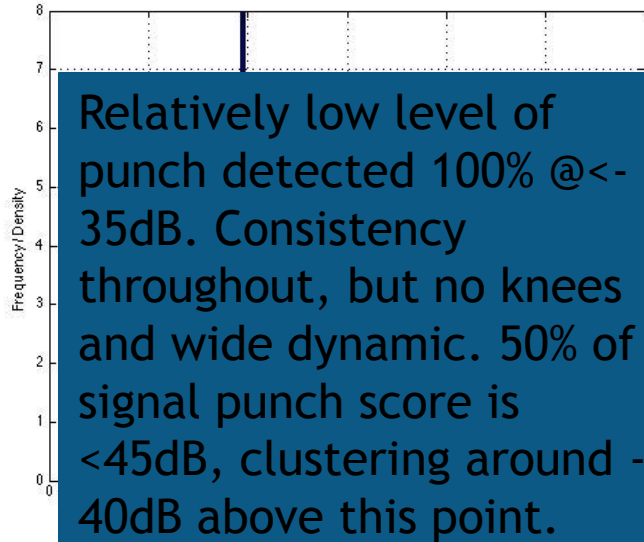 8
7
6
5
4
3
2
1
0
0
Frequency / Density
Relatively low level of
punch detected 100% @<-
35dB. Consistency
throughout, but no knees
and wide dynamic. 50% of
signal punch score is
<45dB, clustering around -
40dB above this point.